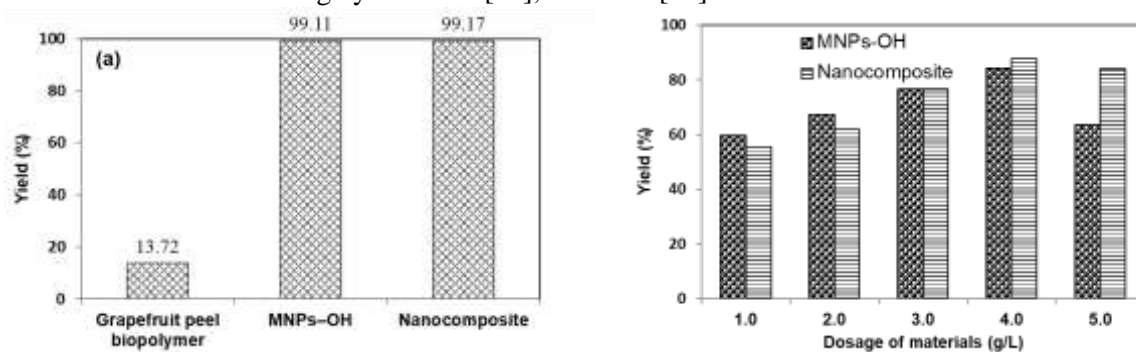 99.11
99.17
100
(a)
80
60
40
20
0
13.72
Yield (%)
Grapefruit peel
biopolymer
MNPs–OH
Nanocomposite
100
80
60
40
20
0
Yield (%)
MNPs-OH
Nanocomposite
1.0
2.0
3.0
4.0
5.0
Dosage of materials (g/L)